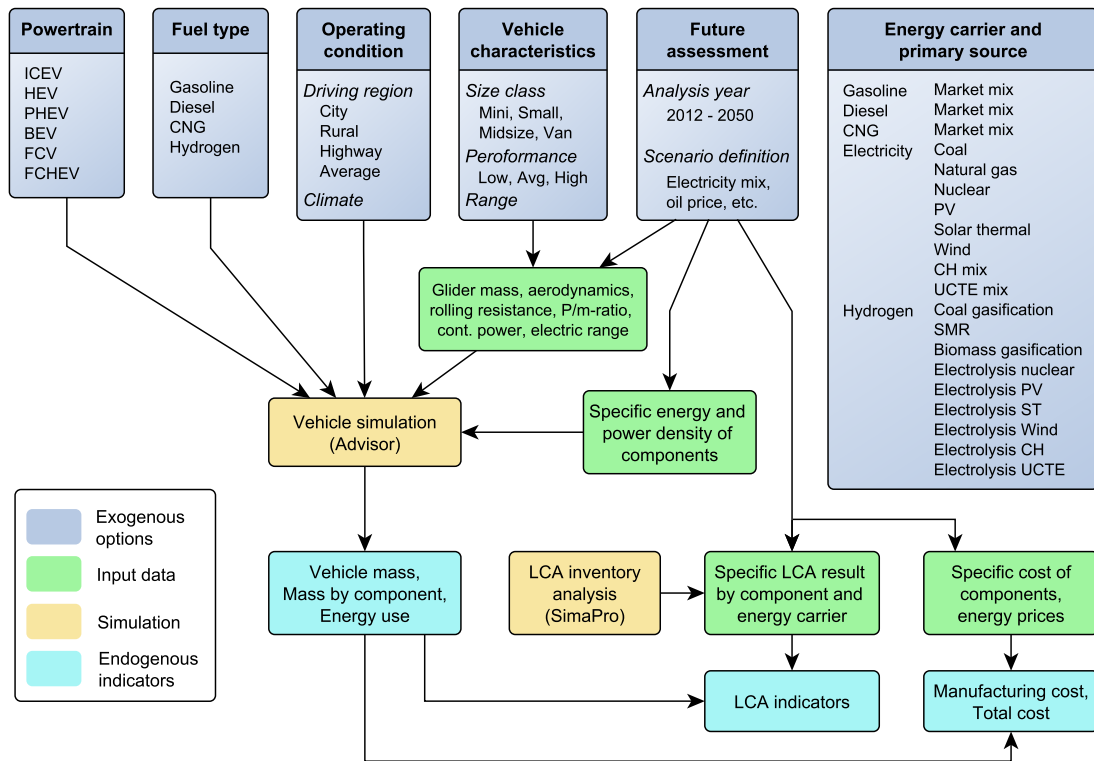 Powertrain
ICEV
HEV
PHEV
BEV
FCV
FCHEV
Fuel type
Gasoline
Diesel
CNG
Hydrogen
Operating
condition
Driving region
City
Rural
Highway
Average
Climate
Vehicle
characteristics
Size class
Mini, Small,
Midsize, Van
Peroformance
Low, Avg, High
Range
Future
assessment
Analysis year
2012 - 2050
Scenario definition
Electricity mix,
oil price, etc.
Energy carrier and
primary source
Gasoline Market mix
Diesel Market mix
CNG Market mix
Electricity Coal
Natural gas
Nuclear
PV
Solar thermal
Wind
CH mix
UCTE mix
Hydrogen Coal gasification
SMR
Biomass gasification
Electrolysis nuclear
Electrolysis PV
Electrolysis ST
Electrolysis Wind
Electrolysis CH
Electrolysis UCTE
Glider mass, aerodynamics,
rolling resistance, P/m-ratio,
cont. power, electric range
Vehicle simulation
(Advisor)
Specific energy and
power density of
components
Exogenous
options
Input data
Simulation
Endogenous
indicators
Vehicle mass,
Mass by component,
Energy use
LCA inventory
analysis
(SimaPro)
Specific LCA result
by component and
energy carrier
Specific cost of
components,
energy prices
LCA indicators
Manufacturing cost,
Total cost